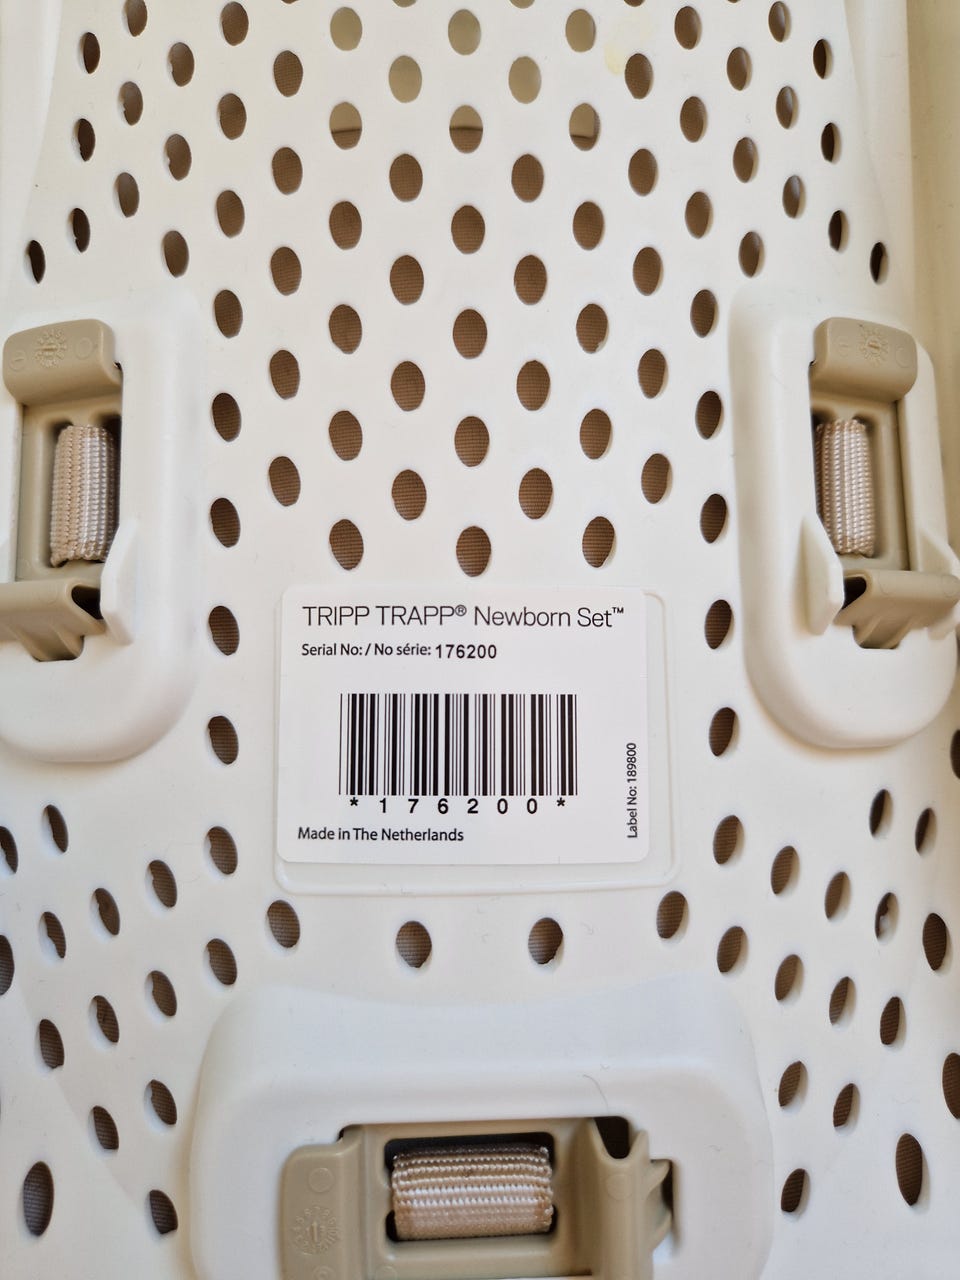 TRIPP TRAPP® Newborn Set™
Serial No: / No série: 176200
*176200*
Made in The Netherlands
Label No: 189800